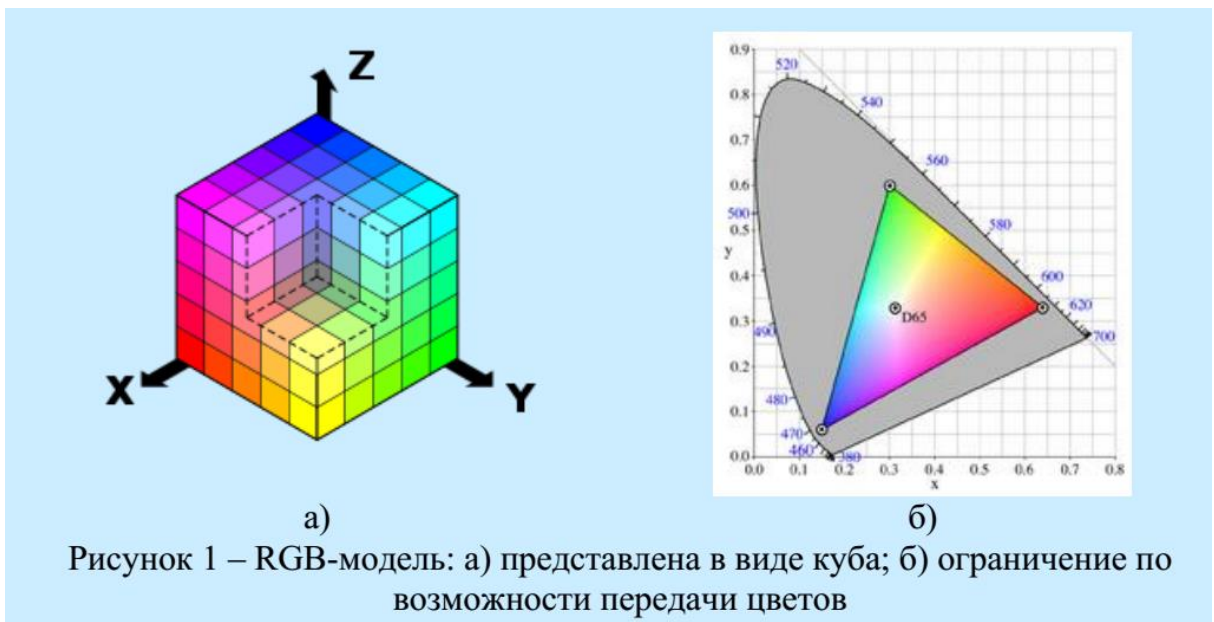 Z
X
Y
0.9
520
0.8
540
0.7
560
0.6
500
580
0.5
y
600
0.4
620
D65
0.3
490
700
0.2
480
0.1
470
460
380
0.0
0.0 0.1 0.2 0.3 0.4 0.5 0.6 0.7 0.8
x
а) б)
Рисунок 1 – RGB-модель: а) представлена в виде куба; б) ограничение по
возможности передачи цветов